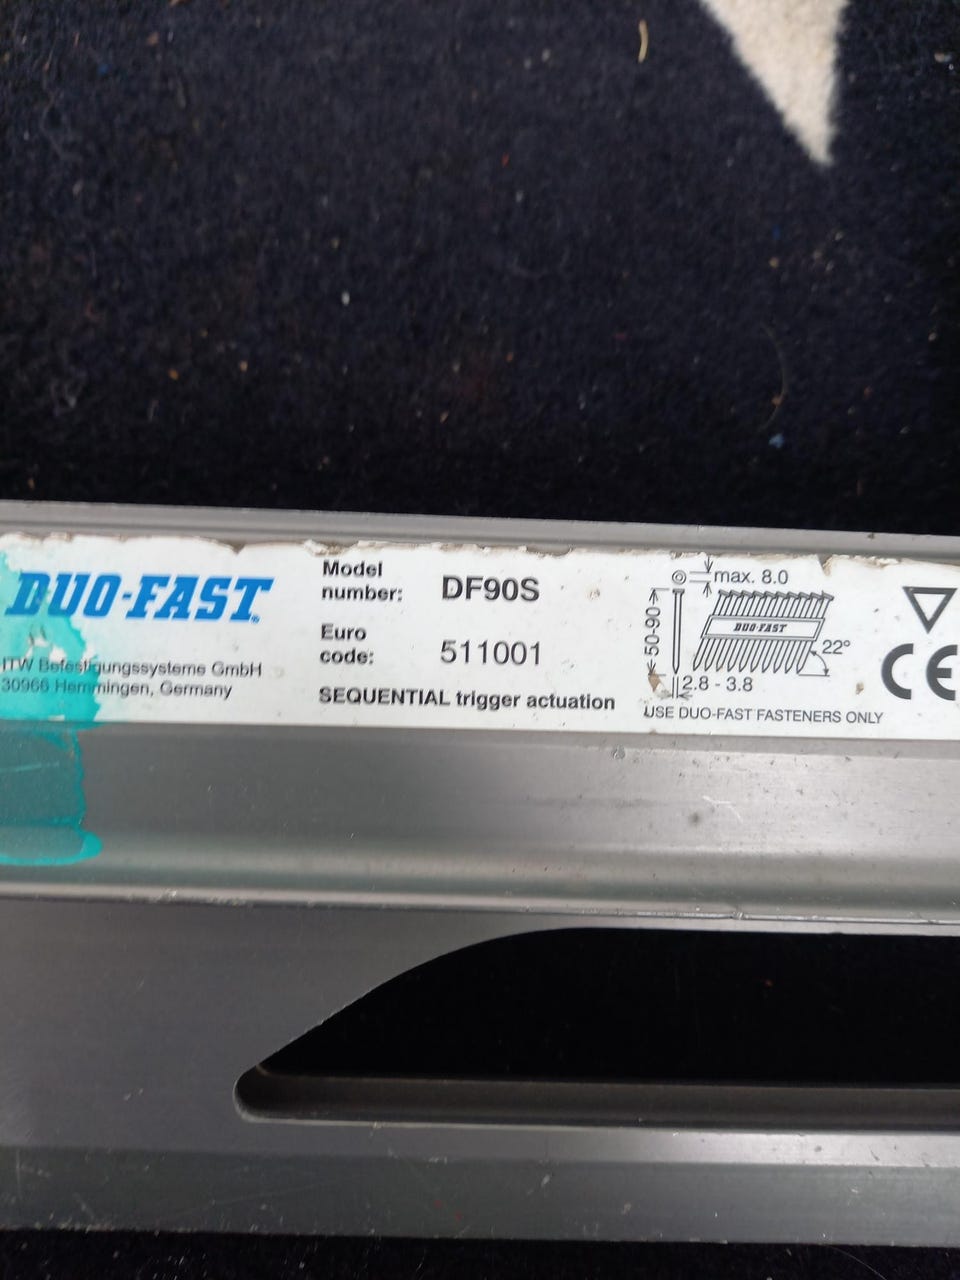 DUO-FAST®
ITW Befestigungssysteme GmbH
30966 Hemmingen, Germany
Model
number: DF90S
Euro
code: 511001
SEQUENTIAL trigger actuation
max. 8.0
50-90
DUO-FAST
22°
2.8 - 3.8
USE DUO-FAST FASTENERS ONLY
CE